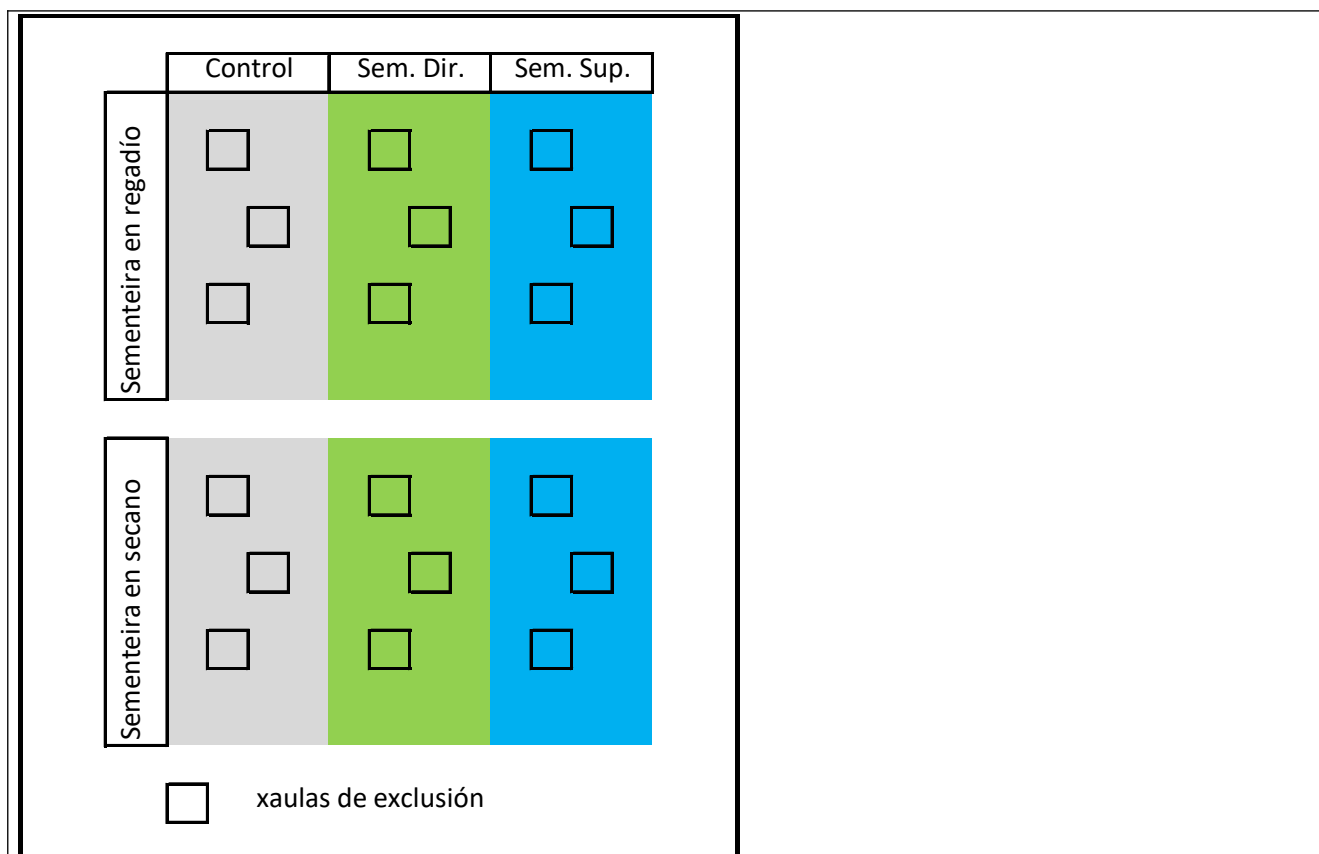 Control
Sem. Dir.
Sem. Sup.
Sementeira en regadío
Sementeira en secano
xaulas de exclusión